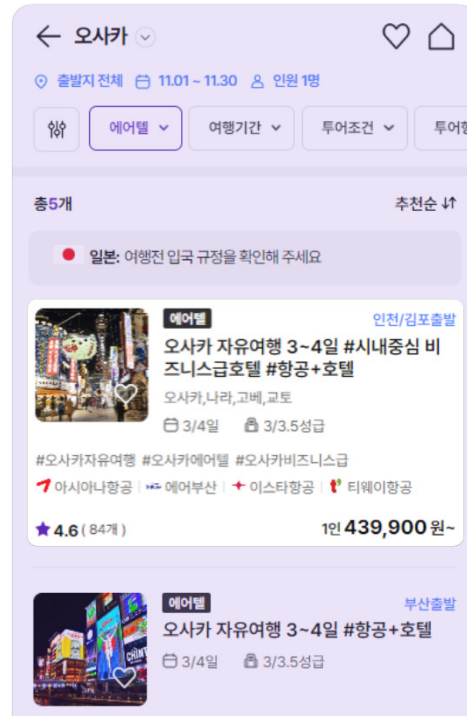 오사카
출발지 전체 11.01 ~ 11.30 인원 1명
에어텔 여행기간 투어조건 투어
총5개 추천순
일본: 여행전 입국 규정을 확인해 주세요
에어텔 인천/김포출발
오사카 자유여행 3~4일 #시내중심 비
즈니스급호텔 #항공+호텔
오사카,나라,고베,교토
3/4일 3/3.5성급
#오사카자유여행 #오사카에어텔 #오사카비즈니스급
아시아나항공 에어부산 이스타항공 티웨이항공
4.6 (84개) 1인 439,900원~
에어텔 부산출발
오사카 자유여행 3~4일 #항공+호텔
3/4일 3/3.5성급